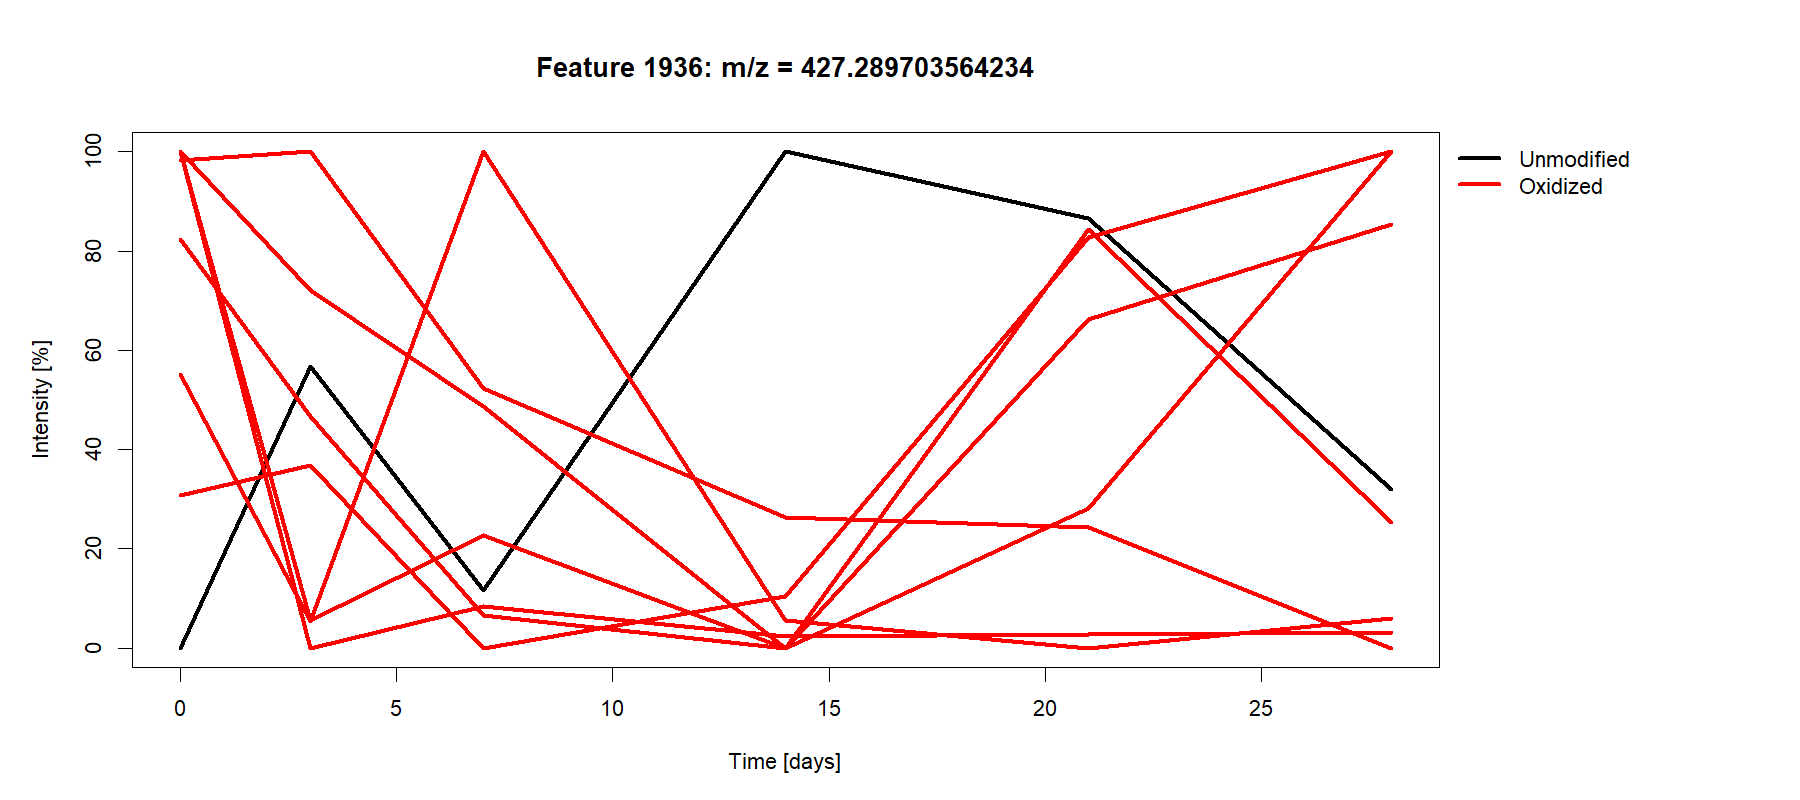 Feature 1936: m/z = 427.289703564234
Unmodified
Oxidized
Intensity [%]
100
80
60
40
20
0
0 5 10 15 20 25
Time [days]